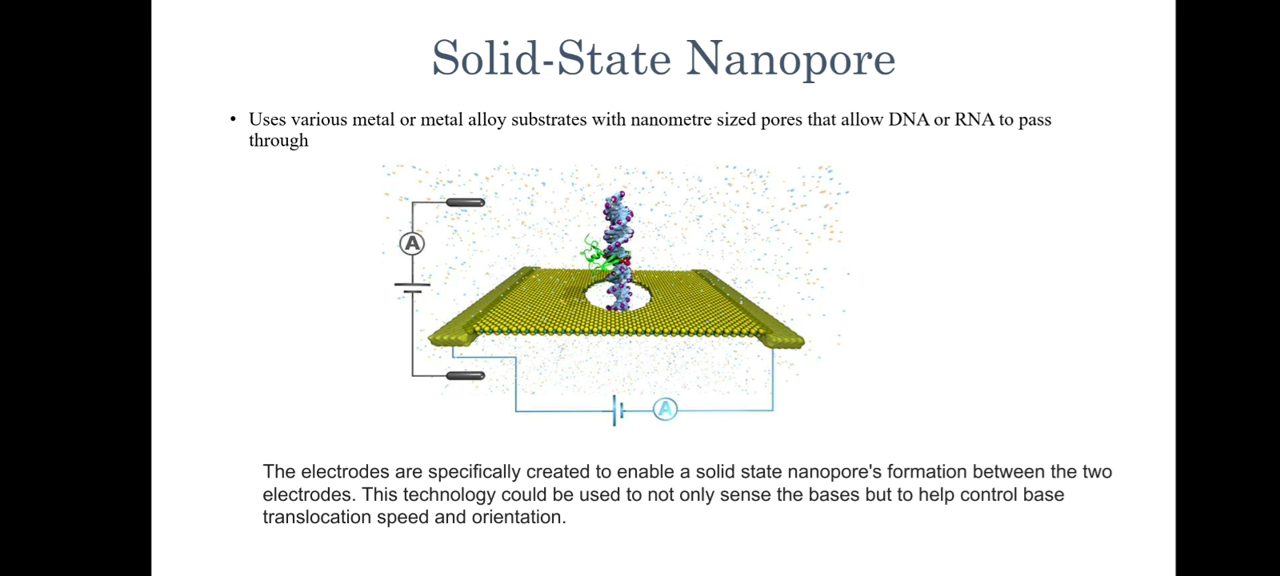 Solid-State Nanopore
• Uses various metal or metal alloy substrates with nanometre sized pores that allow DNA or RNA to pass
through
A
A
The electrodes are specifically created to enable a solid state nanopore's formation between the two
electrodes. This technology could be used to not only sense the bases but to help control base
translocation speed and orientation.